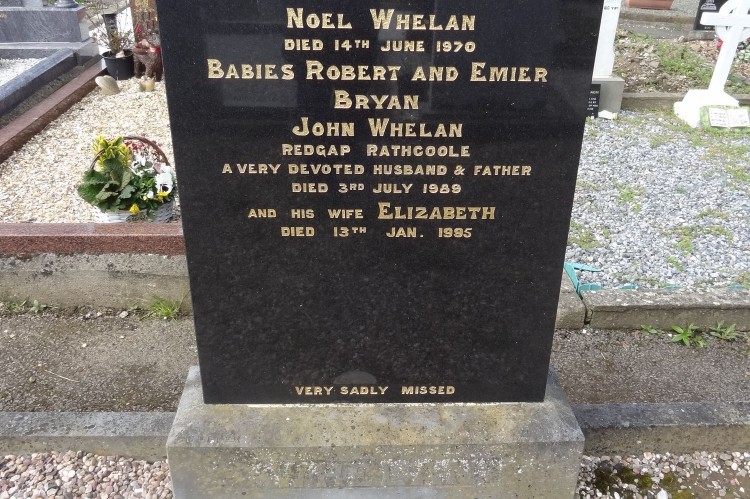 NOEL WHELAN
DIED 14TH JUNE 1970
BABIES ROBERT AND EMIER
BRYAN
JOHN WHELAN
REDGAP RATHCOOLE
A VERY DEVOTED HUSBAND & FATHER
DIED 3RD JULY 1989
AND HIS WIFE ELIZABETH
DIED 13TH JAN. 1995
VERY SADLY MISSED